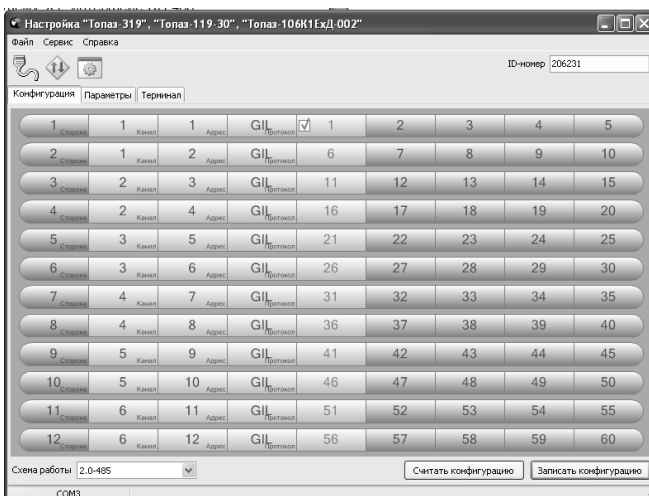 Настройка "Топаз-319", "Топаз-119-30", "Топаз-106К1ЕхД-002"
Файл Сервис Справка
ID-номер 206231
Конфигурация Параметры Терминал
1 Сторона 1 Канал 1 Адрес GIL Протокол 1 2 3 4 5
2 Сторона 1 Канал 2 Адрес GIL Протокол 6 7 8 9 10
3 Сторона 2 Канал 3 Адрес GIL Протокол 11 12 13 14 15
4 Сторона 2 Канал 4 Адрес GIL Протокол 16 17 18 19 20
5 Сторона 3 Канал 5 Адрес GIL Протокол 21 22 23 24 25
6 Сторона 3 Канал 6 Адрес GIL Протокол 26 27 28 29 30
7 Сторона 4 Канал 7 Адрес GIL Протокол 31 32 33 34 35
8 Сторона 4 Канал 8 Адрес GIL Протокол 36 37 38 39 40
9 Сторона 5 Канал 9 Адрес GIL Протокол 41 42 43 44 45
10 Сторона 5 Канал 10 Адрес GIL Протокол 46 47 48 49 50
11 Сторона 6 Канал 11 Адрес GIL Протокол 51 52 53 54 55
12 Сторона 6 Канал 12 Адрес GIL Протокол 56 57 58 59 60
Схема работы 2.0-485 Считать конфигурацию Записать конфигурацию
COM3